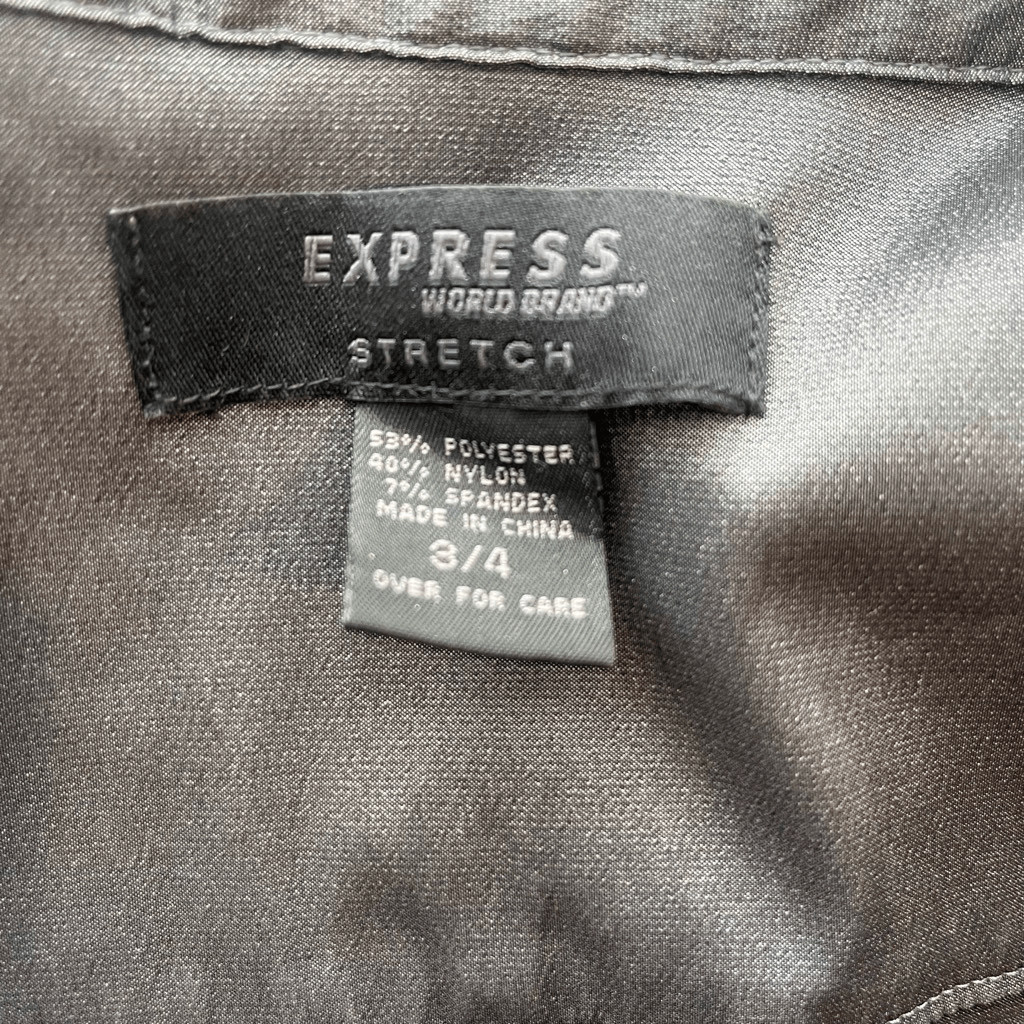 EXPRESS
WORLD BRAND™
STRETCH
53% POLYESTER
40% NYLON
7% SPANDEX
MADE IN CHINA
3/4
OVER FOR CARE